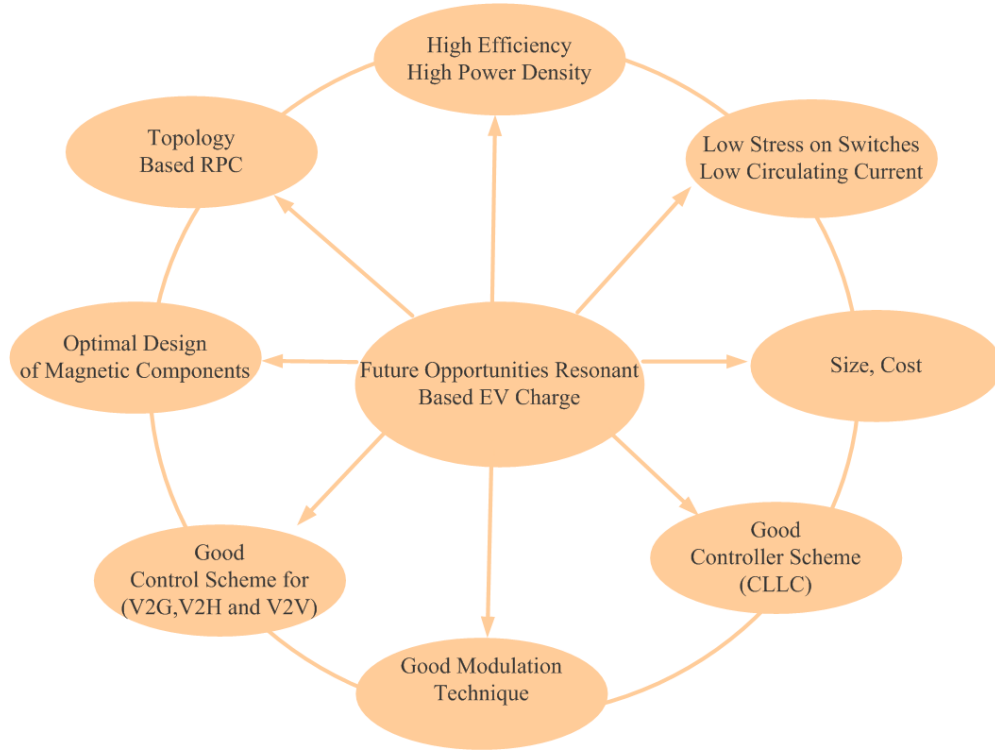 High Efficiency
High Power Density
Topology
Based RPC
Low Stress on Switches
Low Circulating Current
Optimal Design
of Magnetic Components
Future Opportunities Resonant
Based EV Charge
Size, Cost
Good
Control Scheme for
(V2G,V2H and V2V)
Good
Controller Scheme
(CLLC)
Good Modulation
Technique